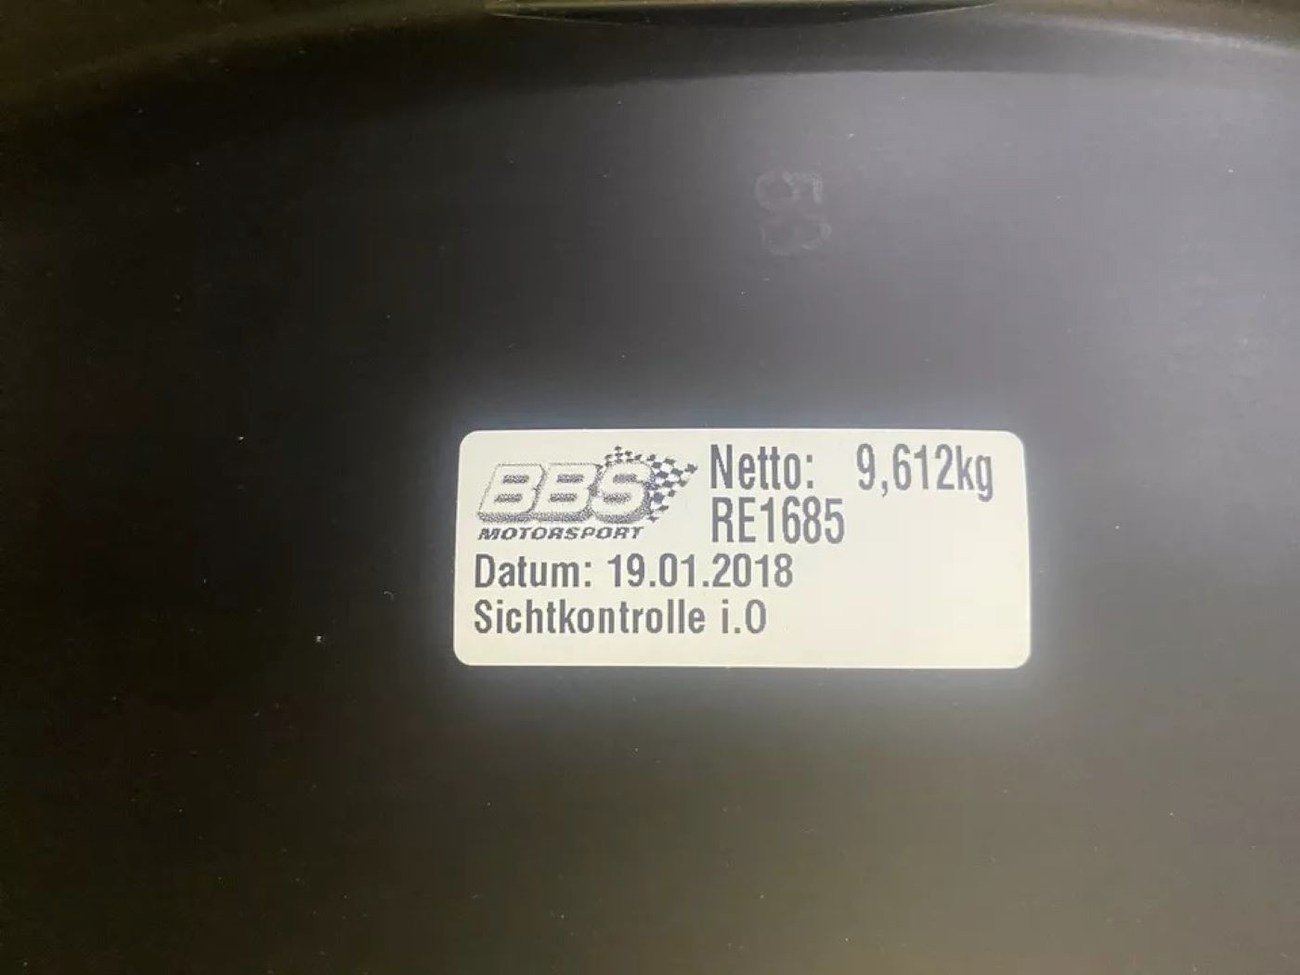 BBS
MOTORSPORT
Netto: 9,612kg
RE1685
Datum: 19.01.2018
Sichtkontrolle i.O